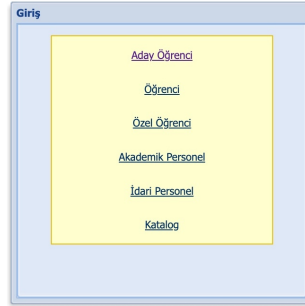 Giriş
Aday Öğrenci
Öğrenci
Özel Öğrenci
Akademik Personel
İdari Personel
Katalog